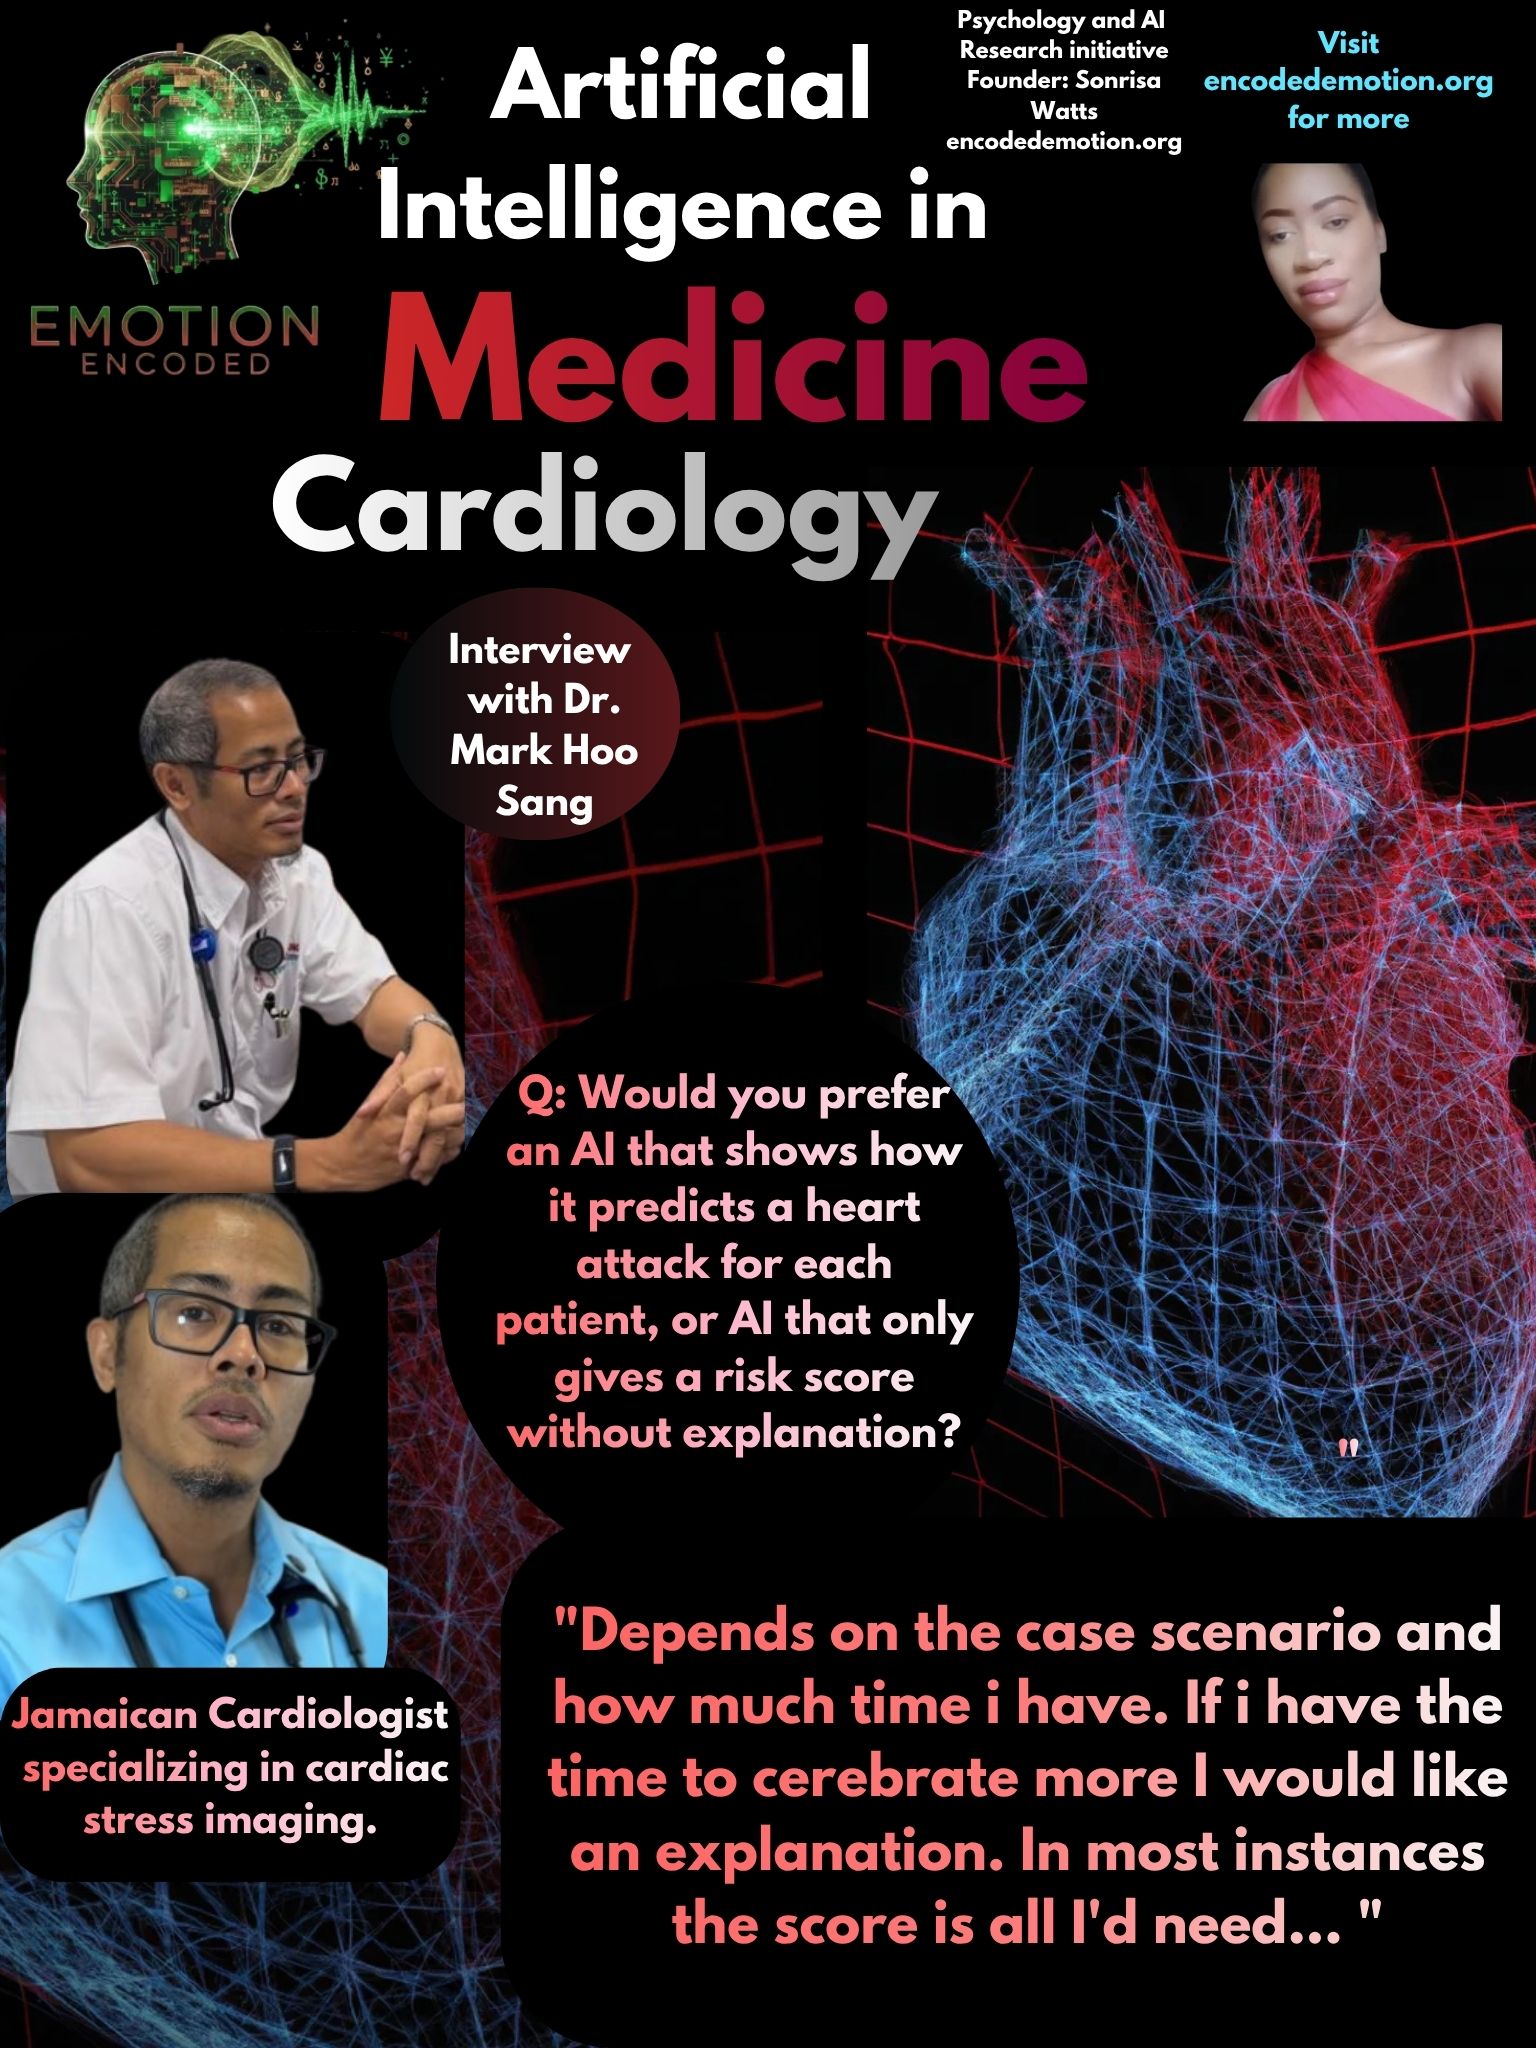 EMOTION
ENCODED
Artificial
Intelligence in
Medicine
Cardiology
Psychology and AI
Research initiative
Founder: Sonrisa
Watts
encodedemotion.org
Visit
encodedemotion.org
for more
Interview
with Dr.
Mark Hoo
Sang
Q: Would you prefer
an AI that shows how
it predicts a heart
attack for each
patient, or AI that only
gives a risk score
without explanation?
"
Jamaican Cardiologist
specializing in cardiac
stress imaging.
"Depends on the case scenario and
how much time i have. If i have the
time to cerebrate more I would like
an explanation. In most instances
the score is all I'd need... "